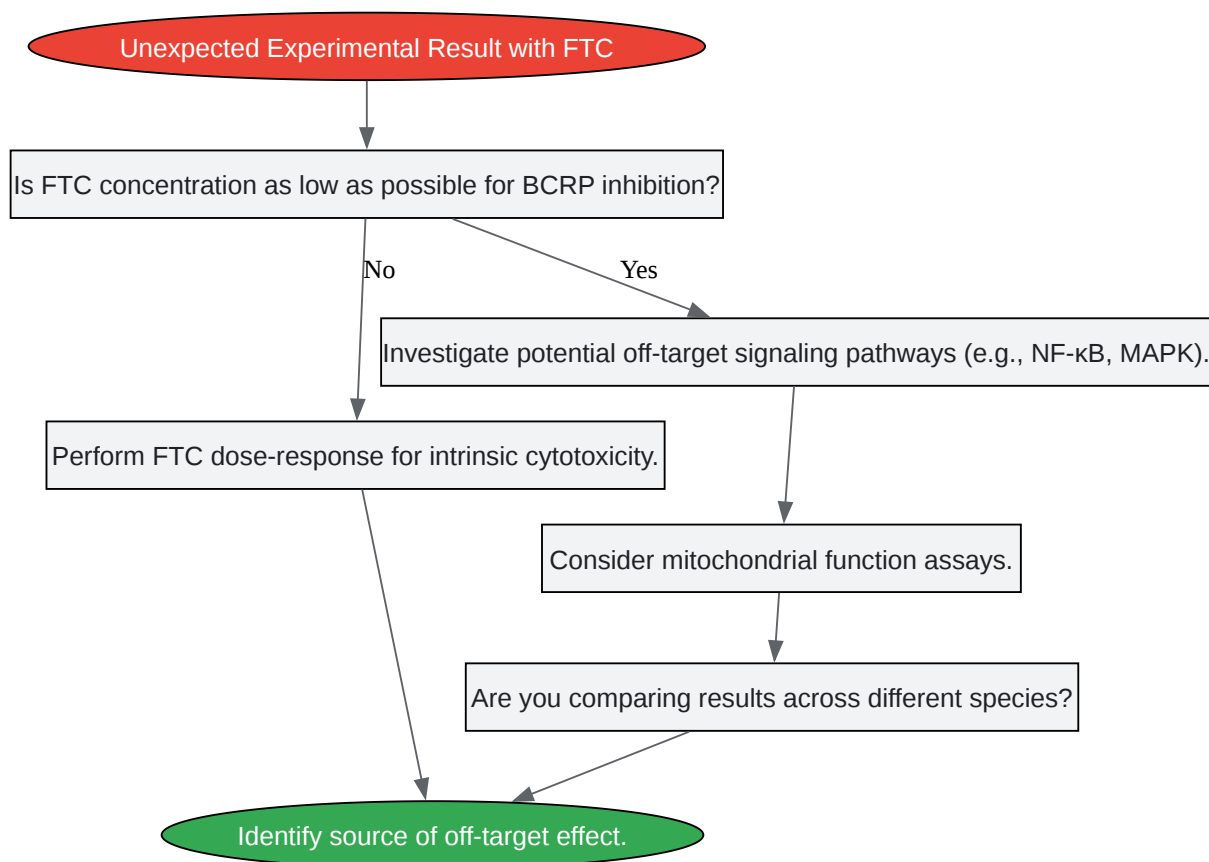 Unexpected Experimental Result with FTC
Is FTC concentration as low as possible for BCRP inhibition?
No
Yes
Investigate potential off-target signaling pathways (e.g., NF-κB, MAPK).
Perform FTC dose-response for intrinsic cytotoxicity.
Consider mitochondrial function assays.
Are you comparing results across different species?
Identify source of off-target effect.